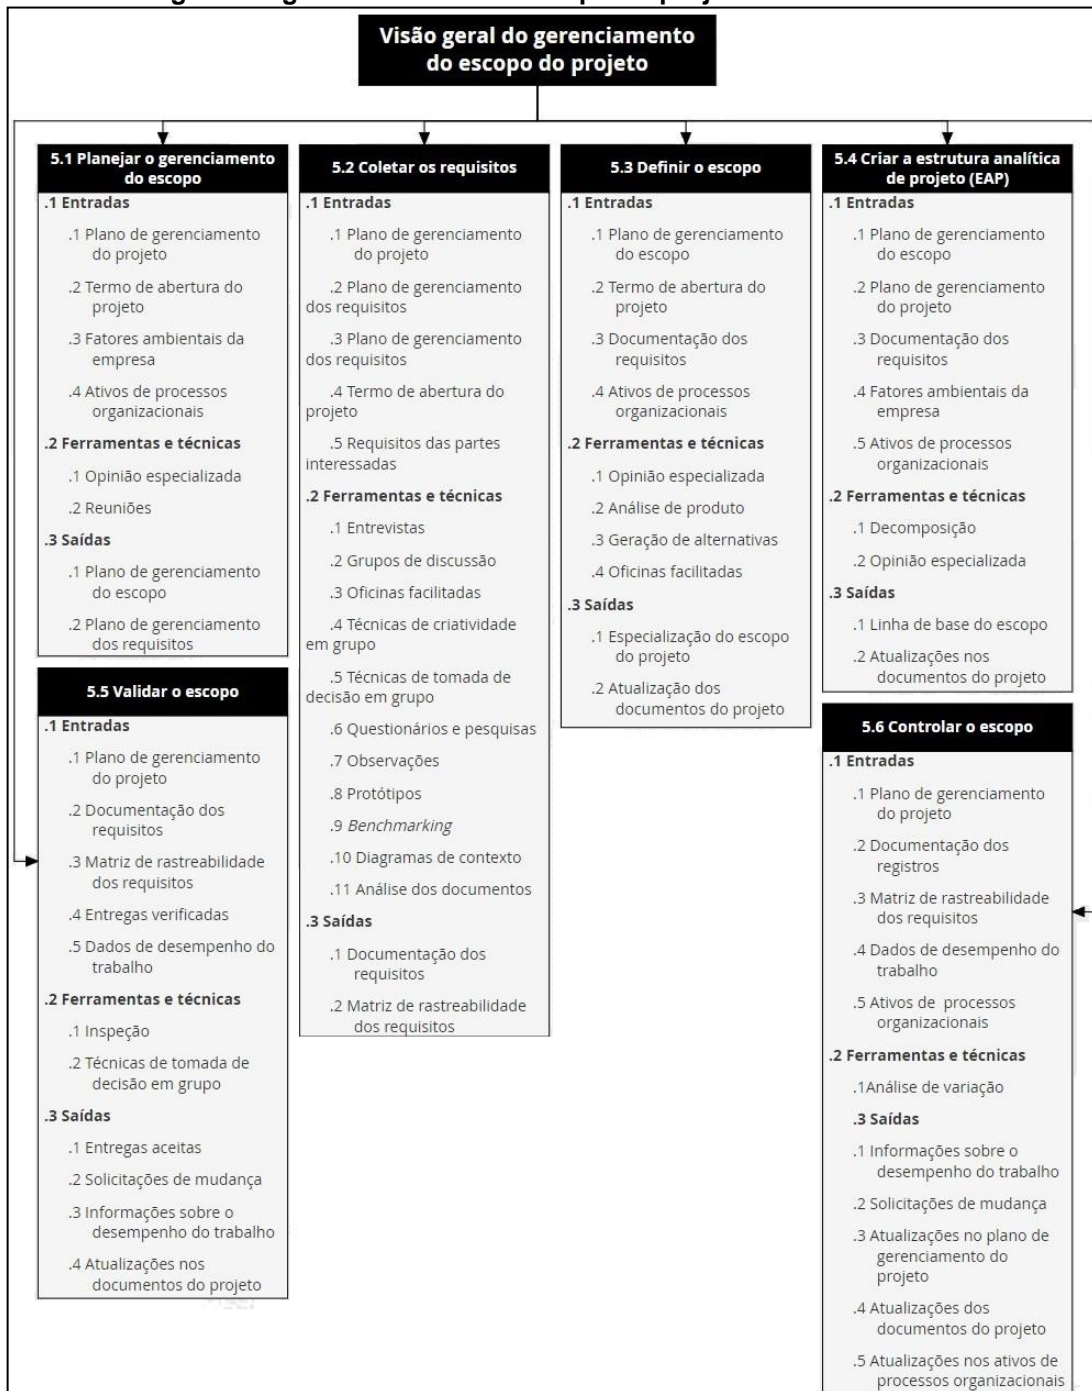 Visão geral do gerenciamento
do escopo do projeto
5.1 Planejar o gerenciamento
do escopo
.1 Entradas
.1 Plano de gerenciamento
do projeto
.2 Termo de abertura do
projeto
.3 Fatores ambientais da
empresa
.4 Ativos de processos
organizacionais
.2 Ferramentas e técnicas
.1 Opinião especializada
.2 Reuniões
.3 Saídas
.1 Plano de gerenciamento
do escopo
.2 Plano de gerenciamento
dos requisitos
5.2 Coletar os requisitos
.1 Entradas
.1 Plano de gerenciamento
do projeto
.2 Plano de gerenciamento
dos requisitos
.3 Plano de gerenciamento
dos requisitos
.4 Termo de abertura do
projeto
.5 Requisitos das partes
interessadas
.2 Ferramentas e técnicas
.1 Entrevistas
.2 Grupos de discussão
.3 Oficinas facilitadas
.4 Técnicas de criatividade
em grupo
.5 Técnicas de tomada de
decisão em grupo
.6 Questionários e pesquisas
.7 Observações
.8 Protótipos
.9 Benchmarking
.10 Diagramas de contexto
.11 Análise dos documentos
.3 Saídas
.1 Documentação dos
requisitos
.2 Matriz de rastreabilidade
dos requisitos
5.3 Definir o escopo
.1 Entradas
.1 Plano de gerenciamento
do escopo
.2 Termo de abertura do
projeto
.3 Documentação dos
requisitos
.4 Ativos de processos
organizacionais
.2 Ferramentas e técnicas
.1 Opinião especializada
.2 Análise de produto
.3 Geração de alternativas
.4 Oficinas facilitadas
.3 Saídas
.1 Especialização do escopo
do projeto
.2 Atualização dos
documentos do projeto
5.4 Criar a estrutura analítica
de projeto (EAP)
.1 Entradas
.1 Plano de gerenciamento
do escopo
.2 Plano de gerenciamento
do projeto
.3 Documentação dos
requisitos
.4 Fatores ambientais da
empresa
.5 Ativos de processos
organizacionais
.2 Ferramentas e técnicas
.1 Decomposição
.2 Opinião especializada
.3 Saídas
.1 Linha de base do escopo
.2 Atualizações nos
documentos do projeto
5.5 Validar o escopo
.1 Entradas
.1 Plano de gerenciamento
do projeto
.2 Documentação dos
requisitos
.3 Matriz de rastreabilidade
dos requisitos
.4 Entregas verificadas
.5 Dados de desempenho do
trabalho
.2 Ferramentas e técnicas
.1 Inspeção
.2 Técnicas de tomada de
decisão em grupo
.3 Saídas
.1 Entregas aceitas
.2 Solicitações de mudança
.3 Informações sobre o
desempenho do trabalho
.4 Atualizações nos
documentos do projeto
5.6 Controlar o escopo
.1 Entradas
.1 Plano de gerenciamento
do projeto
.2 Documentação dos
registros
.3 Matriz de rastreabilidade
dos requisitos
.4 Dados de desempenho do
trabalho
.5 Ativos de processos
organizacionais
.2 Ferramentas e técnicas
.1Análise de variação
.3 Saídas
.1 Informações sobre o
desempenho do trabalho
.2 Solicitações de mudança
.3 Atualizações no plano de
gerenciamento do
projeto
.4 Atualizações dos
documentos do projeto
.5 Atualizações nos ativos de
processos organizacionais